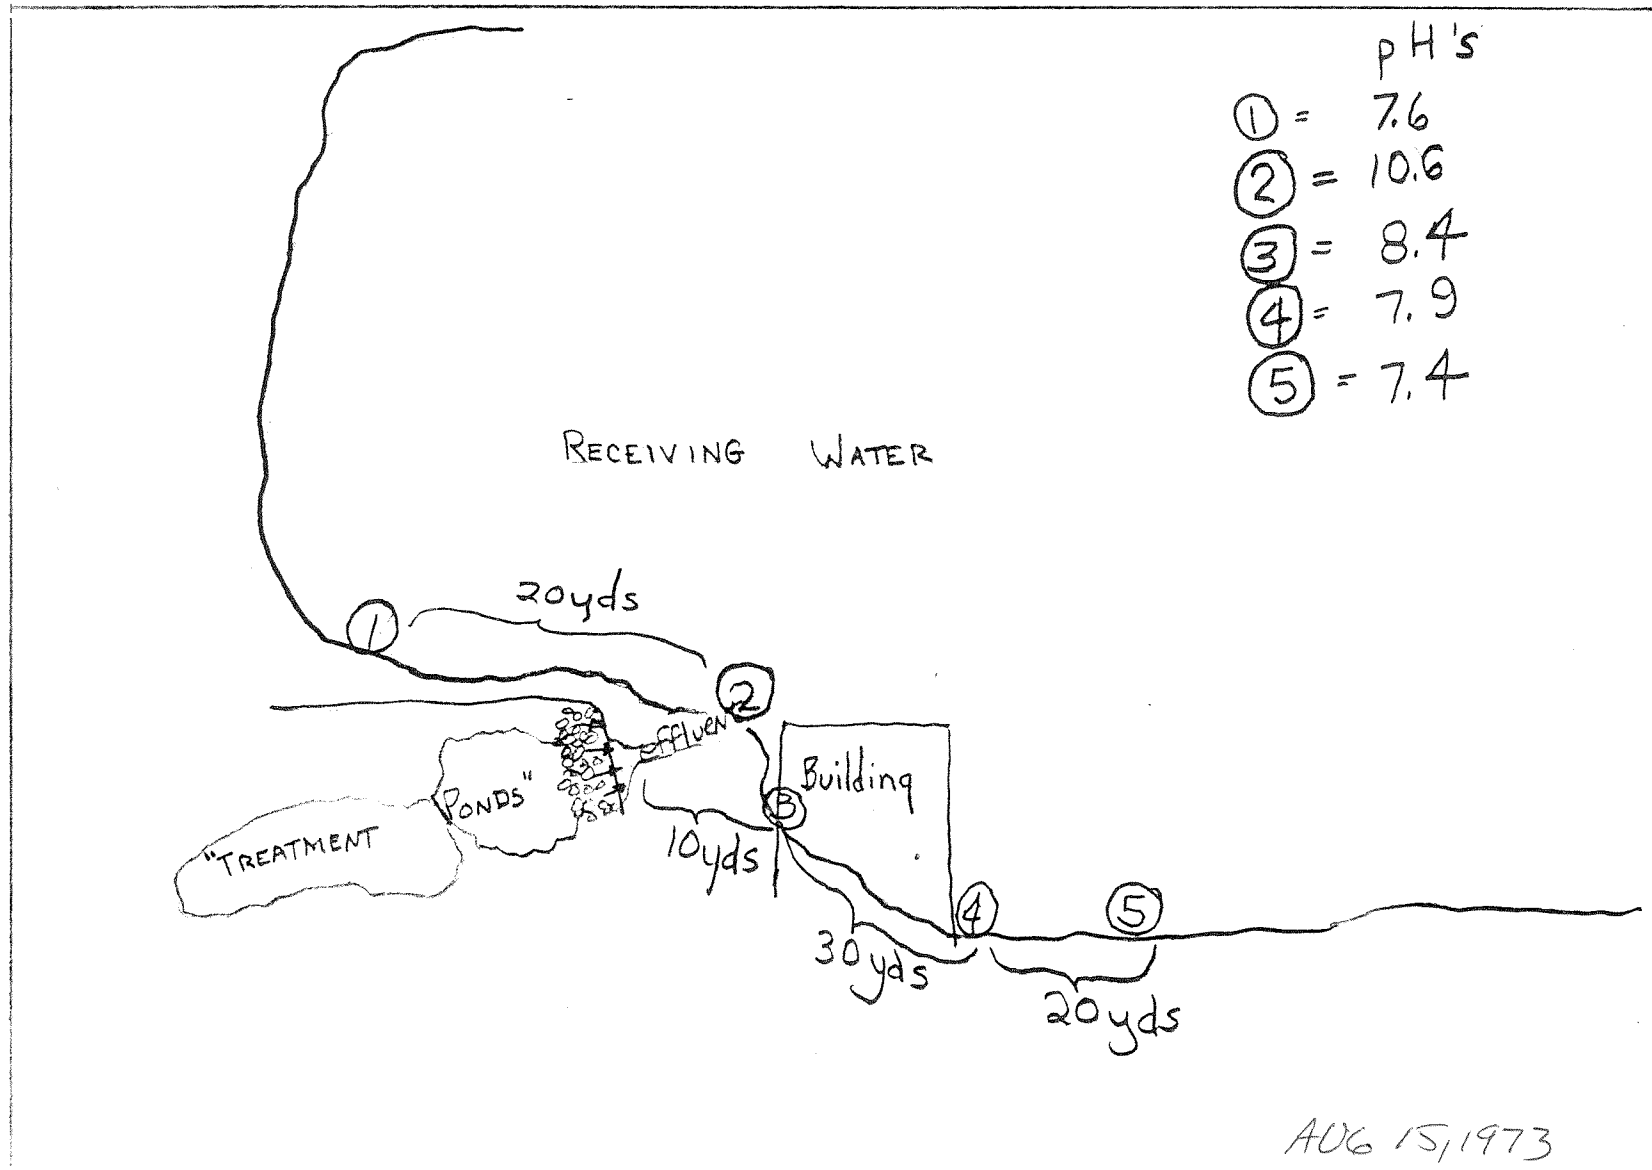 pH's
① = 7.6
② = 10.6
③ = 8.4
④ = 7.9
⑤ = 7.4
RECEIVING WATER
20yds
①
②
effluen
Building
PONDS"
③
"TREATMENT
10yds
④
⑤
30yds
20yds
AUG 15, 1973